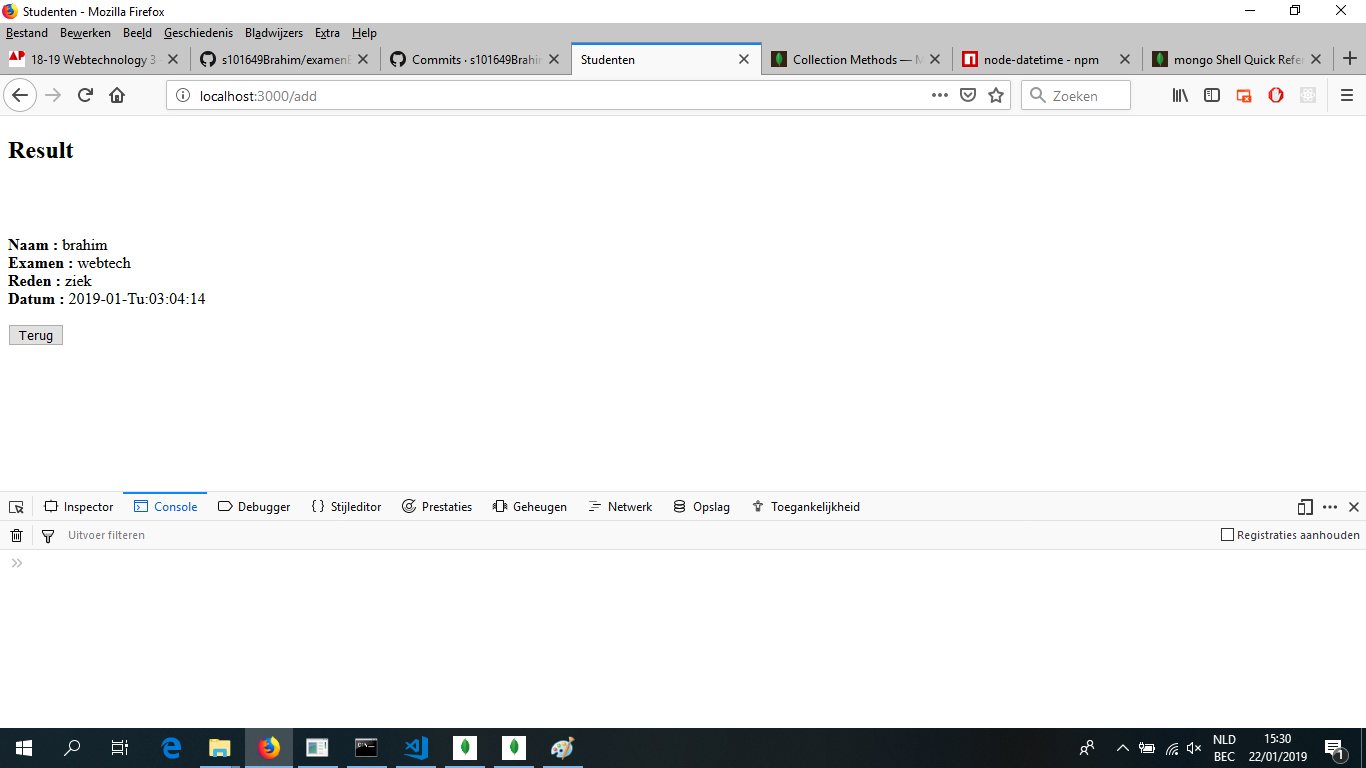 Studenten - Mozilla Firefox
Bestand Bewerken Beeld Geschiedenis Bladwijzers Extra Help
18-19 Webtechnology 3 s101649Brahim/examen Commits · s101649Brahi Studenten Collection Methods — node-datetime - npm mongo Shell Quick Refe
localhost:3000/add Zoeken
Result
Naam : brahim
Examen : webtech
Reden : ziek
Datum : 2019-01-Tu:03:04:14
Terug
Inspector Console Debugger Stijleditor Prestaties Geheugen Netwerk Opslag Toegankelijkheid
Uitvoer filteren Registraties aanhouden
NLD 15:30
BEC 22/01/2019 1